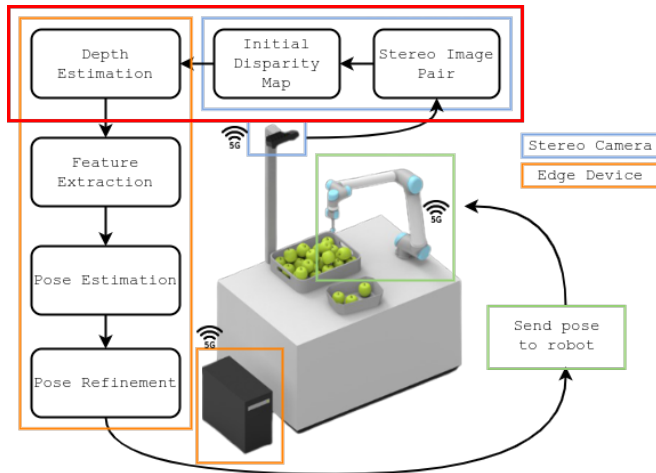 Depth
Estimation
Initial
Disparity
Map
Stereo Image
Pair
5G
Stereo Camera
Edge Device
Feature
Extraction
5G
Pose Estimation
Send pose
to robot
5G
Pose Refinement